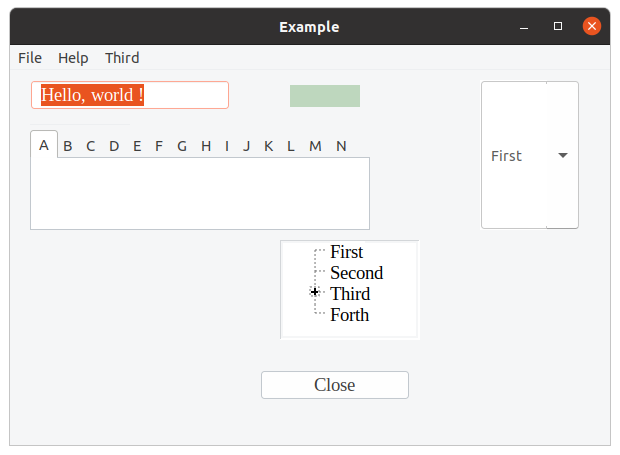 Example
File Help Third
Hello, world !
A B C D E F G H I J K L M N
First
First
Second
Third
Forth
Close